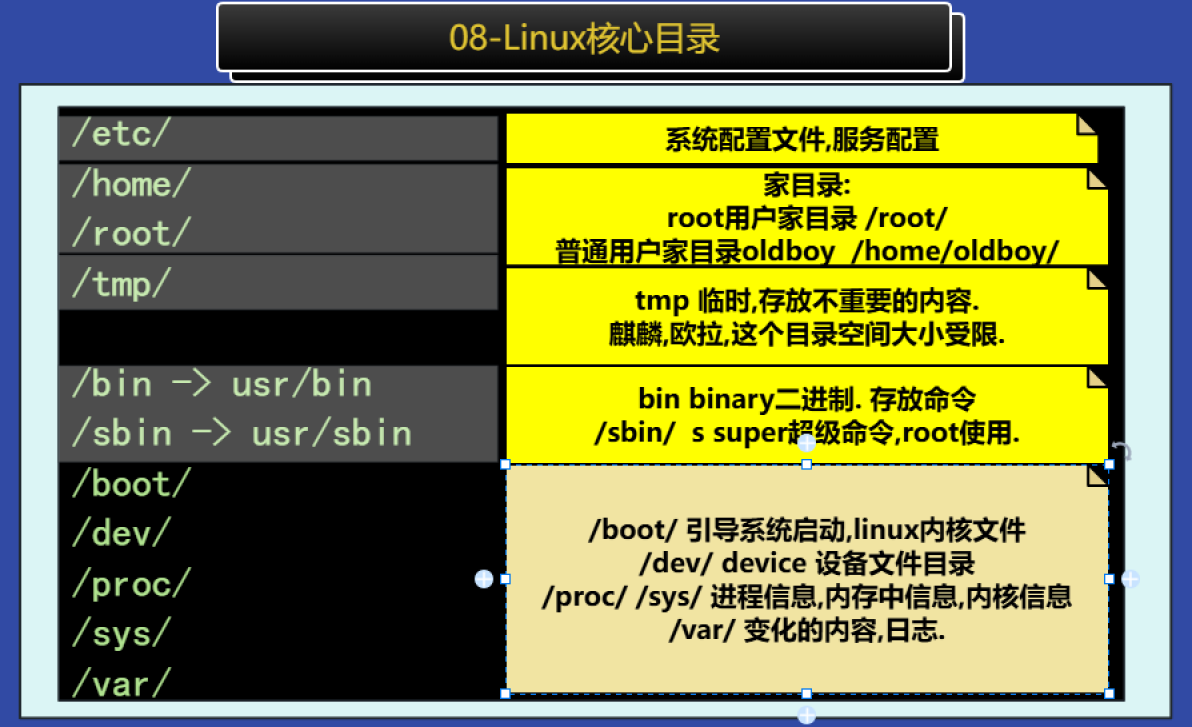 08-Linux核心目录
/etc/
系统配置文件,服务配置
/home/
/root/
家目录:
root用户家目录 /root/
普通用户家目录oldboy /home/oldboy/
/tmp/
tmp 临时,存放不重要的内容.
麒麟,欧拉,这个目录空间大小受限.
/bin -> usr/bin
/sbin -> usr/sbin
bin binary二进制. 存放命令
/sbin/ s super超级命令,root使用.
/boot/
/dev/
/proc/
/sys/
/var/
/boot/ 引导系统启动,linux内核文件
/dev/ device 设备文件目录
/proc/ /sys/ 进程信息,内存中信息,内核信息
/var/ 变化的内容,日志.